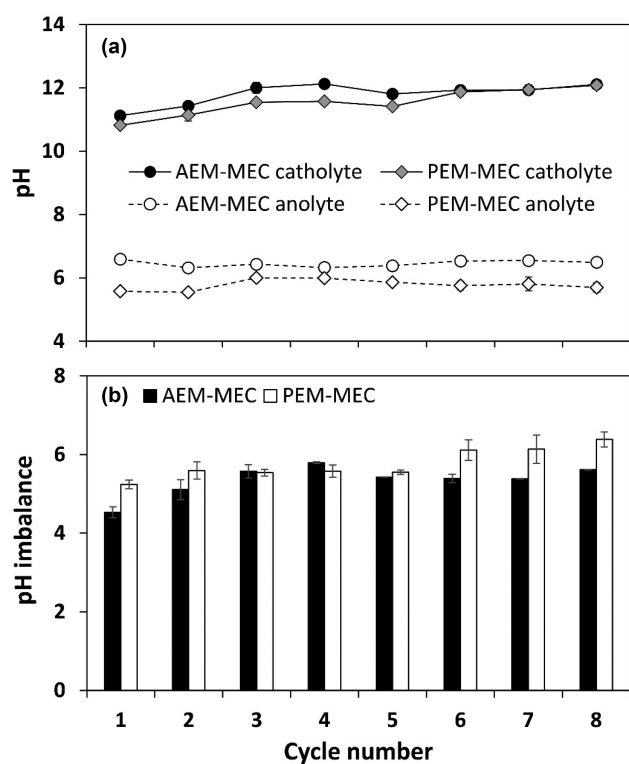 (a)
14
12
10
8
6
4
pH
AEM-MEC catholyte
PEM-MEC catholyte
AEM-MEC anolyte
PEM-MEC anolyte
(b)
AEM-MEC
PEM-MEC
8
6
4
2
0
pH imbalance
1 2 3 4 5 6 7 8
Cycle number